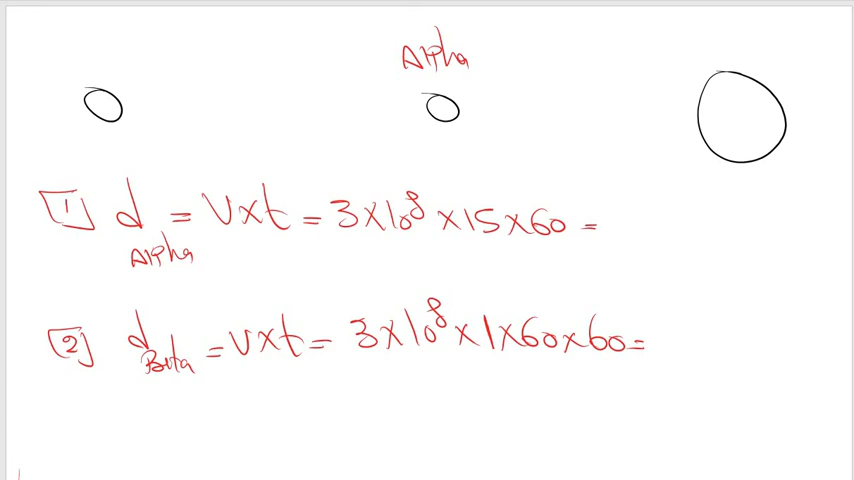 Alpha
1 d Alpha = V×t = 3×10⁸×15×60 =
2 d Beta = V×t = 3×10⁸×1×60×60=